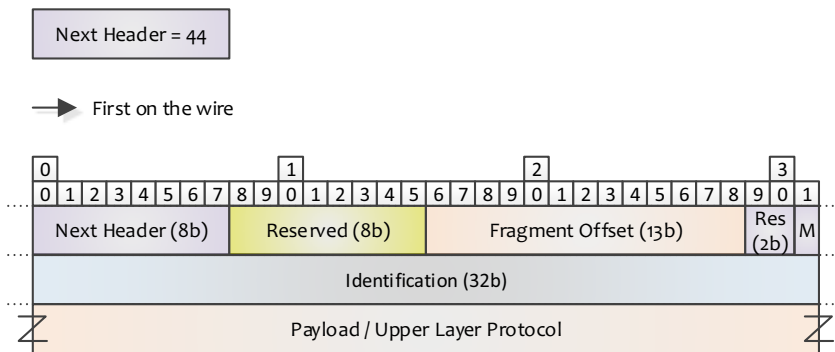 Next Header = 44
First on the wire
0 1 2 3
0 1 2 3 4 5 6 7 8 9 0 1 2 3 4 5 6 7 8 9 0 1 2 3 4 5 6 7 8 9 0 1
Next Header (8b) Reserved (8b) Fragment Offset (13b) Res (2b) M
Identification (32b)
Payload / Upper Layer Protocol